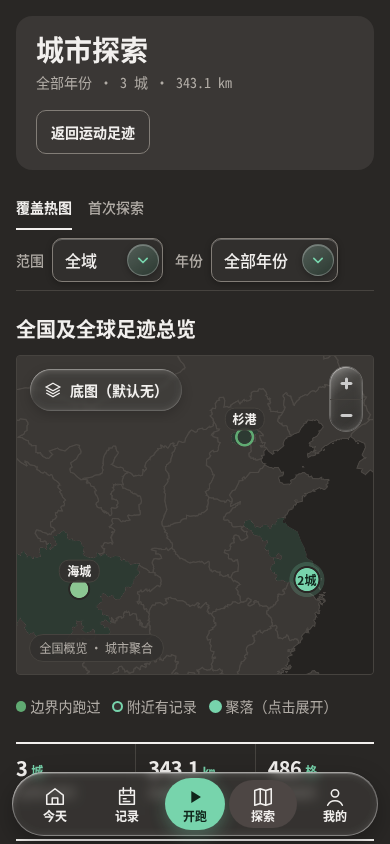 城市探索
全部年份 · 3 城 · 343.1 km
返回运动足迹
覆盖热图 首次探索
范围 全域 年份 全部年份
全国及全球足迹总览
底图（默认无）
杉港
海城
2城
全国概览 · 城市聚合
边界内跑过 附近有记录 聚落（点击展开）
3 城 343.1 km 486 格
今天 记录 开跑 探索 我的